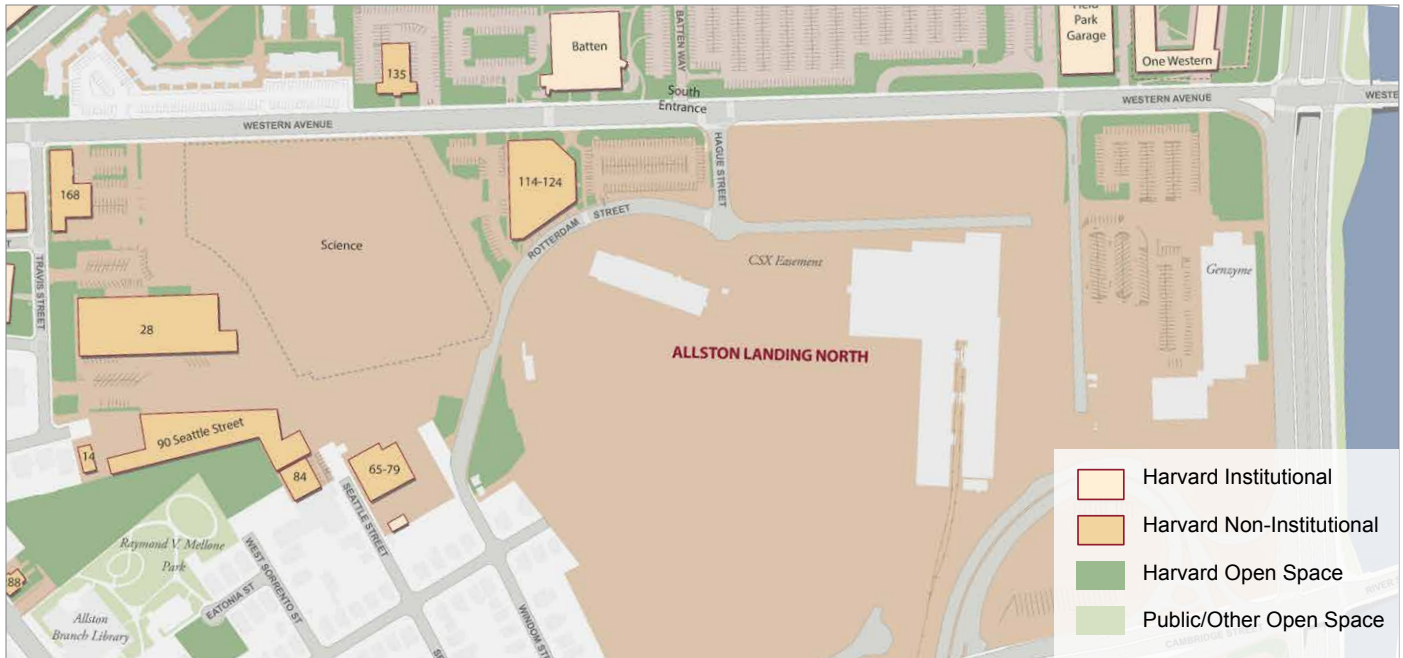 Field
Park
Garage
One Western
BATTEN WAY
Batten
135
South
Entrance
WESTERN AVENUE
WESTERN AVENUE
WESTE
HAGUE STREET
168
114-124
ROTTERDAM STREET
Science
TRAVIS STREET
CSX Easement
Genzyme
28
ALLSTON LANDING NORTH
90 Seattle Street
14
84
65-79
SEATTLE STREET
Raymond V. Mellone
Park
WEST SORRENTO ST
EATONIA ST
WINDOM ST
88
Allston
Branch Library
Harvard Institutional
Harvard Non-Institutional
Harvard Open Space
Public/Other Open Space
RIVER
CAMBRIDGE STREET